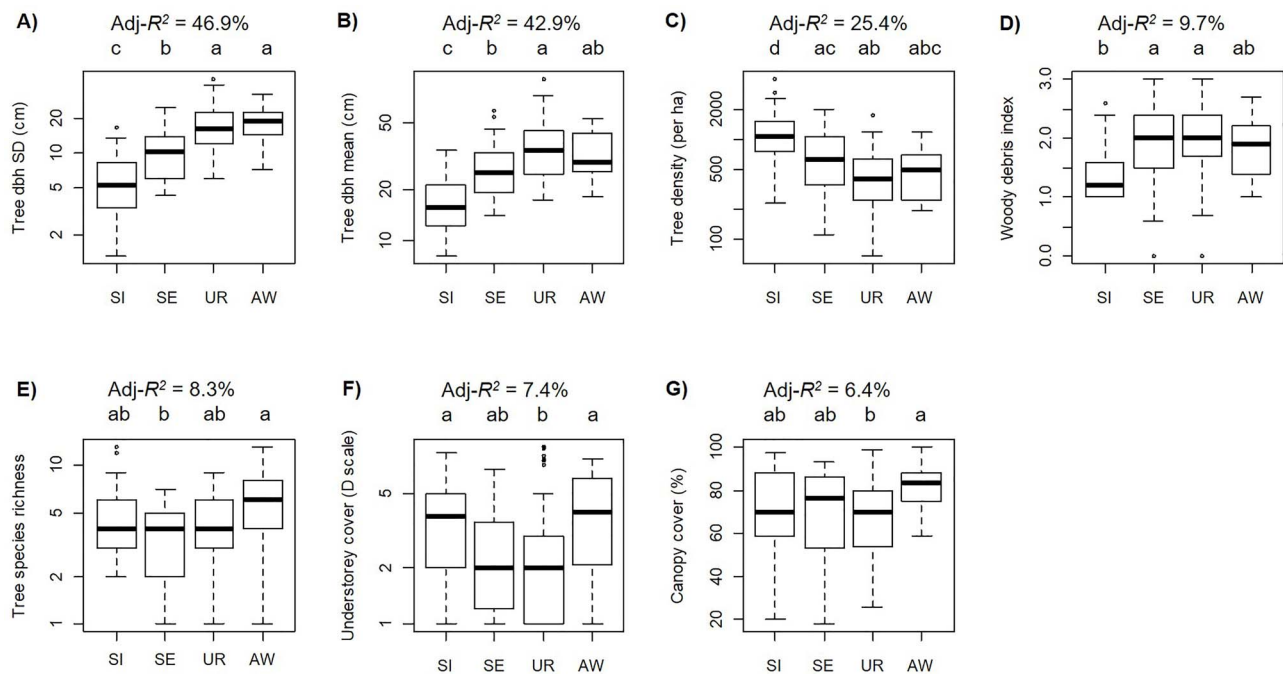 A) Adj-R² = 46.9%
c b a a
Tree dbh SD (cm)
20
10
5
2
SI SE UR AW
B) Adj-R² = 42.9%
c b a ab
Tree dbh mean (cm)
50
20
10
SI SE UR AW
C) Adj-R² = 25.4%
d ac ab abc
Tree density (per ha)
2000
500
100
SI SE UR AW
D) Adj-R² = 9.7%
b a a ab
Woody debris index
3.0
2.0
1.0
0.0
SI SE UR AW
E) Adj-R² = 8.3%
ab b ab a
Tree species richness
10
5
2
1
SI SE UR AW
F) Adj-R² = 7.4%
a ab b a
Understorey cover (D scale)
5
2
1
SI SE UR AW
G) Adj-R² = 6.4%
ab ab b a
Canopy cover (%)
100
80
60
40
20
SI SE UR AW